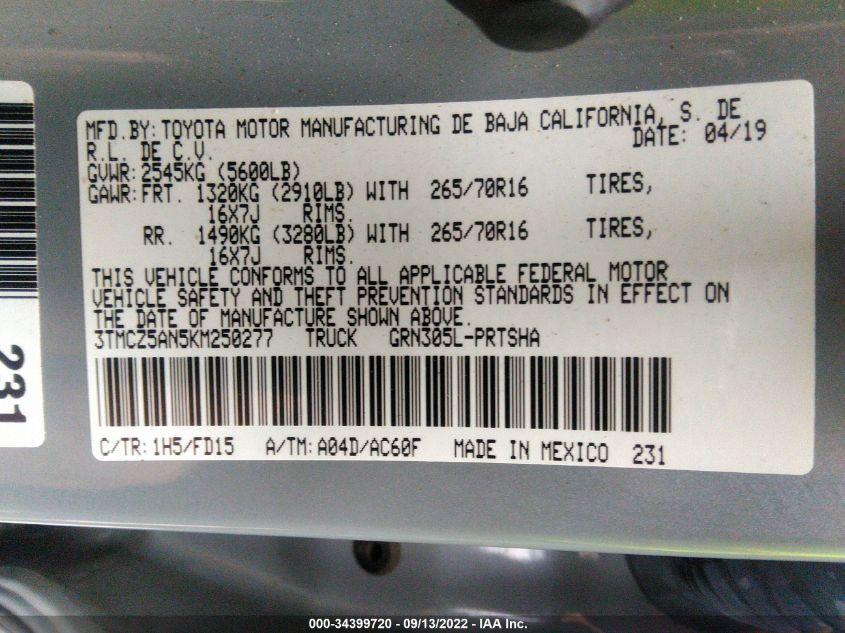 MFD.BY: TOYOTA MOTOR MANUFACTURING DE BAJA CALIFORNIA, S. DE
R.L. DE C.V.
DATE: 04/19
GVWR: 2545KG (5600LB)
GAWR: FRT. 1320KG (2910LB) WITH 265/70R16 TIRES,
16X7J RIMS.
RR. 1490KG (3280LB) WITH 265/70R16 TIRES,
16X7J RIMS.
THIS VEHICLE CONFORMS TO ALL APPLICABLE FEDERAL MOTOR
VEHICLE SAFETY AND THEFT PREVENTION STANDARDS IN EFFECT ON
THE DATE OF MANUFACTURE SHOWN ABOVE.
3TMCZ5AN5KM250277 TRUCK GRN305L-PRTSHA
C/TR: 1H5/FD15 A/TM: A04D/AC60F MADE IN MEXICO 231
231
000-34399720 - 09/13/2022 - IAA Inc.